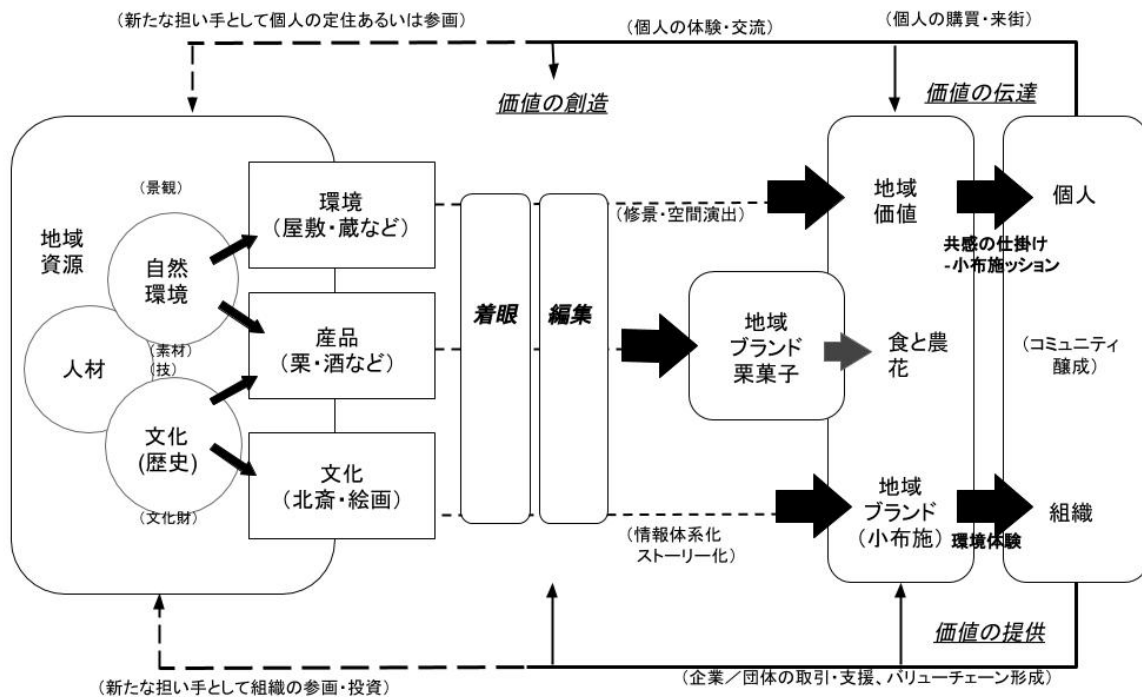 （新たな担い手として個人の定住あるいは参画）
（個人の体験・交流）
（個人の購買・来街）
価値の創造
価値の伝達
地域
資源
（景観）
自然
環境
人材
（素材）
（技）
文化
(歴史)
（文化財）
環境
（屋敷・蔵など）
産品
（栗・酒など）
文化
（北斎・絵画）
着眼
編集
（修景・空間演出）
地域
ブランド
栗菓子
（情報体系化
ストーリー化）
地域
価値
食と農
花
地域
ブランド
（小布施）
共感の仕掛け
-小布施ッション
環境体験
個人
（コミュニティ
醸成）
組織
価値の提供
（新たな担い手として組織の参画・投資）
（企業／団体の取引・支援、バリューチェーン形成）